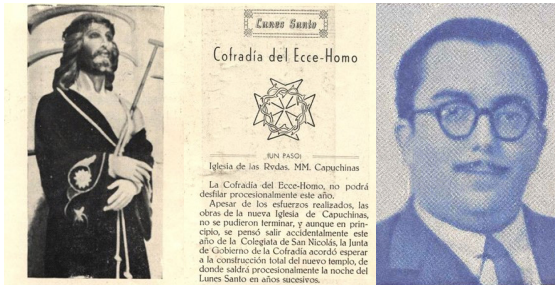 Lunes Santo
Cofradía del Ecce-Homo
(UN PASO)
Iglesia de las Rvdas. MM. Capuchinas
La Cofradía del Ecce-Homo, no podrá
desfilar procesionalmente este año.
Apesar de los esfuerzos realizados, las
obras de la nueva Iglesia de Capuchinas,
no se pudieron terminar, y aunque en prin-
cipio, se pensó salir accidentalmente este
año de la Colegiata de San Nicolás, la Junta
de Gobierno de la Cofradía acordó esperar
a la construcción total del nuevo templo, de
donde saldrá procesionalmente la noche del
Lunes Santo en años sucesivos.